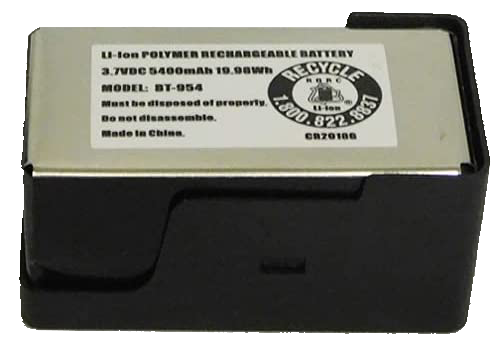 Li-Ion POLYMER RECHARGEABLE BATTERY
3.7VDC 5400mAh 19.98Wh
MODEL: BT-954
Must be disposed of properly.
Do not disassemble.
Made in China.
RECYCLE
RBRC
Li-Ion
®
1.800.822.8837
CR29186